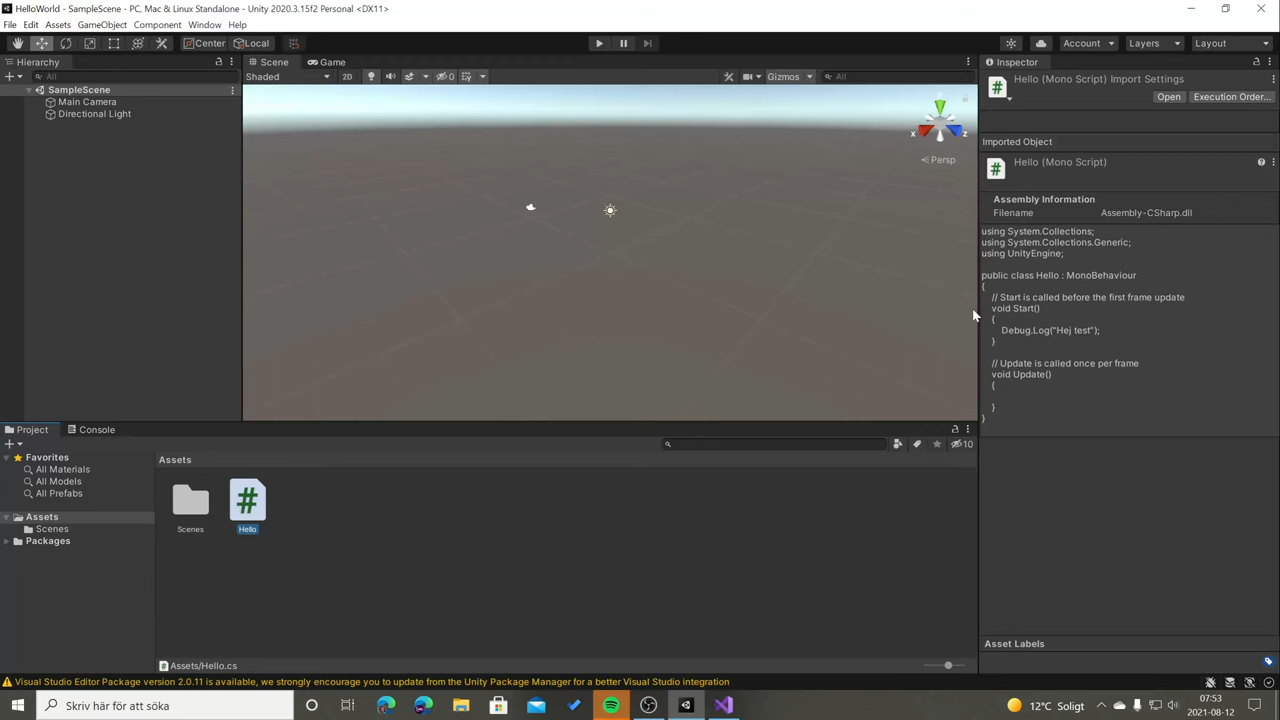 HelloWorld - SampleScene - PC, Mac & Linux Standalone - Unity 2020.3.15f2 Personal <DX11>
File Edit Assets GameObject Component Window Help
Center Local Account Layers Layout
Hierarchy
All
SampleScene
Main Camera
Directional Light
Scene Game
Shaded 2D 0 Gizmos All
x z
Persp
Inspector
Hello (Mono Script) Import Settings
Open Execution Order...
Imported Object
Hello (Mono Script)
Assembly Information
Filename Assembly-CSharp.dll
using System.Collections;
using System.Collections.Generic;
using UnityEngine;
public class Hello : MonoBehaviour
{
// Start is called before the first frame update
void Start()
{
Debug.Log("Hej test");
}
// Update is called once per frame
void Update()
{
}
}
Asset Labels
Project Console
10
Favorites
All Materials
All Models
All Prefabs
Assets
Scenes
Packages
Assets
Scenes
Hello
Assets/Hello.cs
Visual Studio Editor Package version 2.0.11 is available, we strongly encourage you to update from the Unity Package Manager for a better Visual Studio integration
Skriv här för att söka
12°C Soligt
07:53
2021-08-12